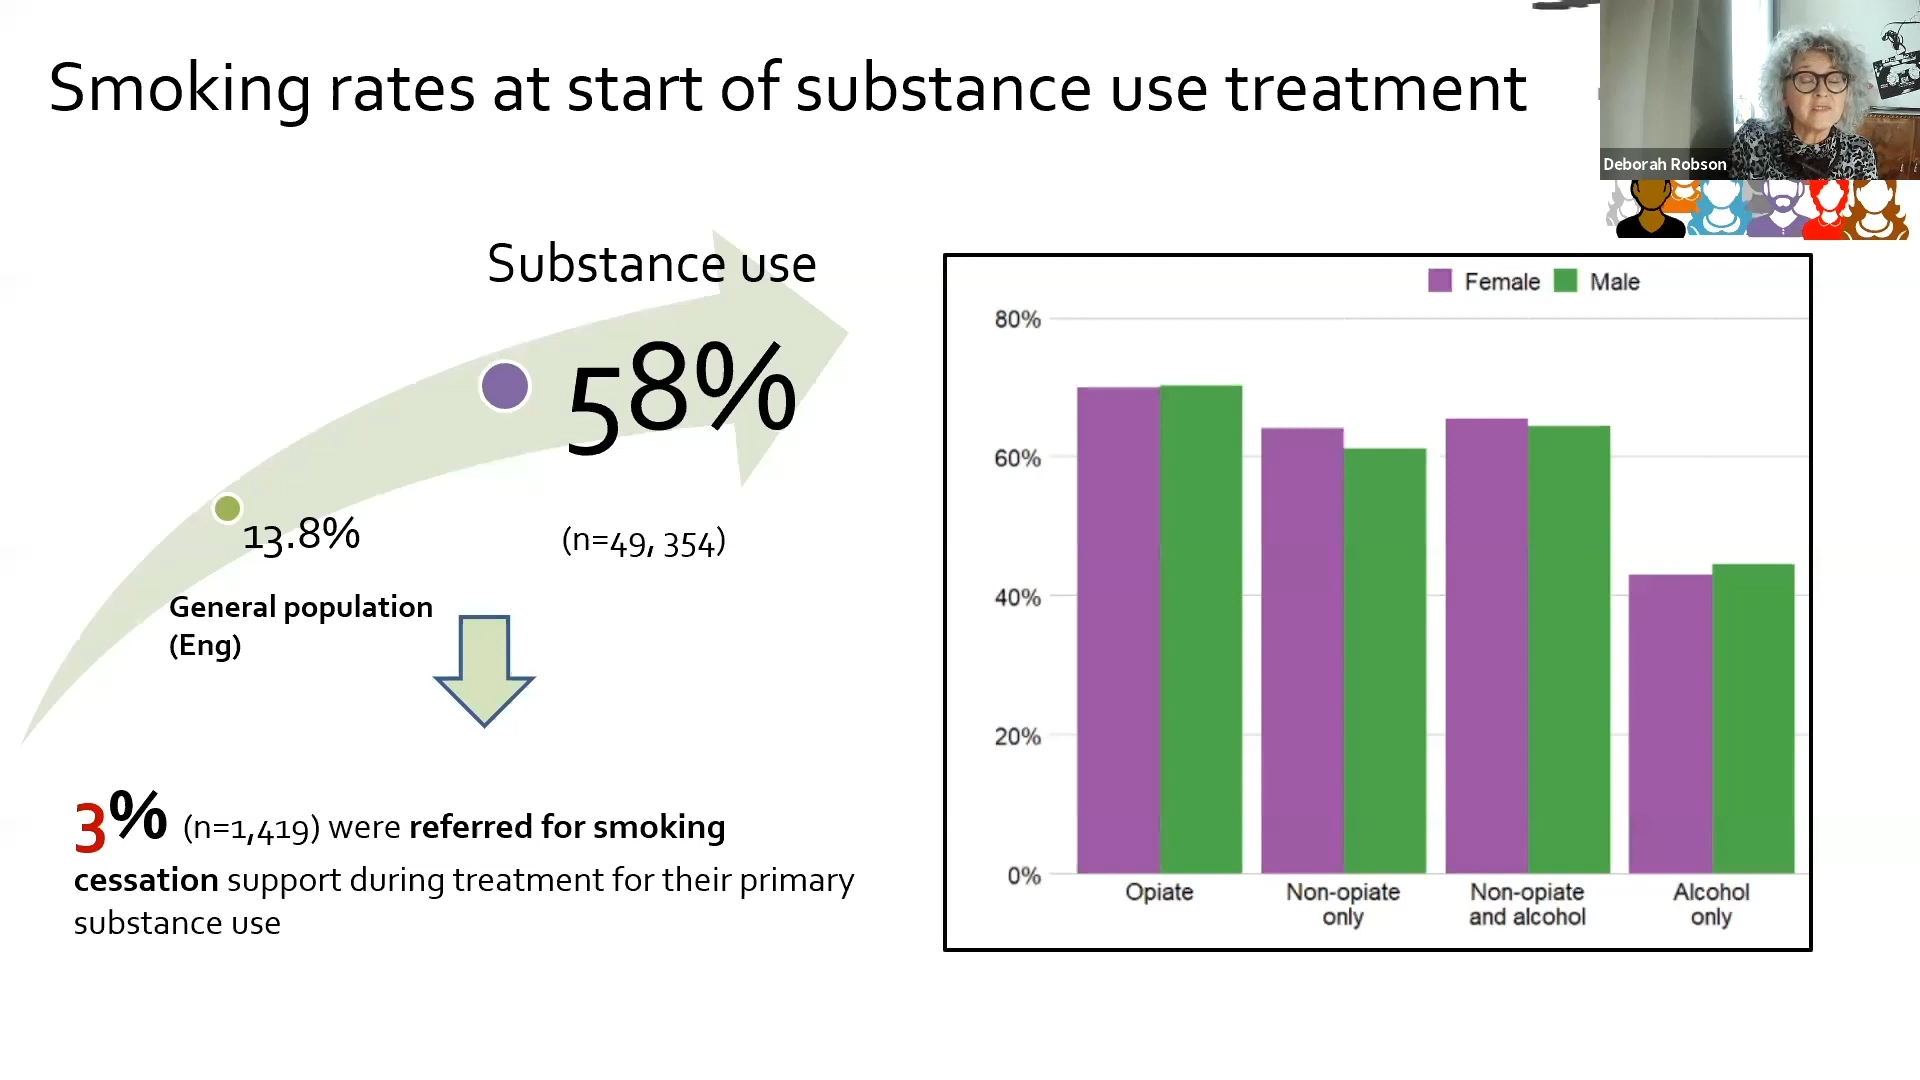 Smoking rates at start of substance use treatment
Deborah Robson
Substance use
58%
13.8%
(n=49, 354)
General population
(Eng)
3% (n=1,419) were referred for smoking
cessation support during treatment for their primary
substance use
Female Male
80%
60%
40%
20%
0%
Opiate
Non-opiate
only
Non-opiate
and alcohol
Alcohol
only